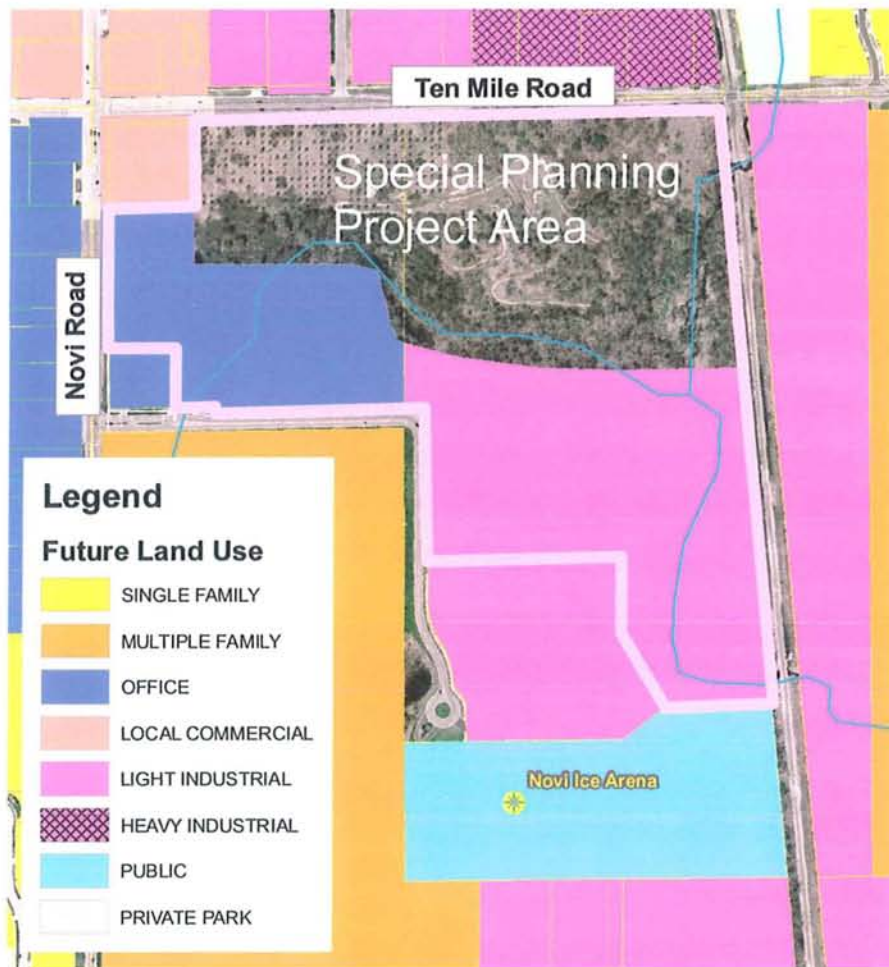 Ten Mile Road
Special Planning
Project Area
Novi Road
Legend
Future Land Use
SINGLE FAMILY
MULTIPLE FAMILY
OFFICE
LOCAL COMMERCIAL
LIGHT INDUSTRIAL
HEAVY INDUSTRIAL
PUBLIC
PRIVATE PARK
Novi Ice Arena